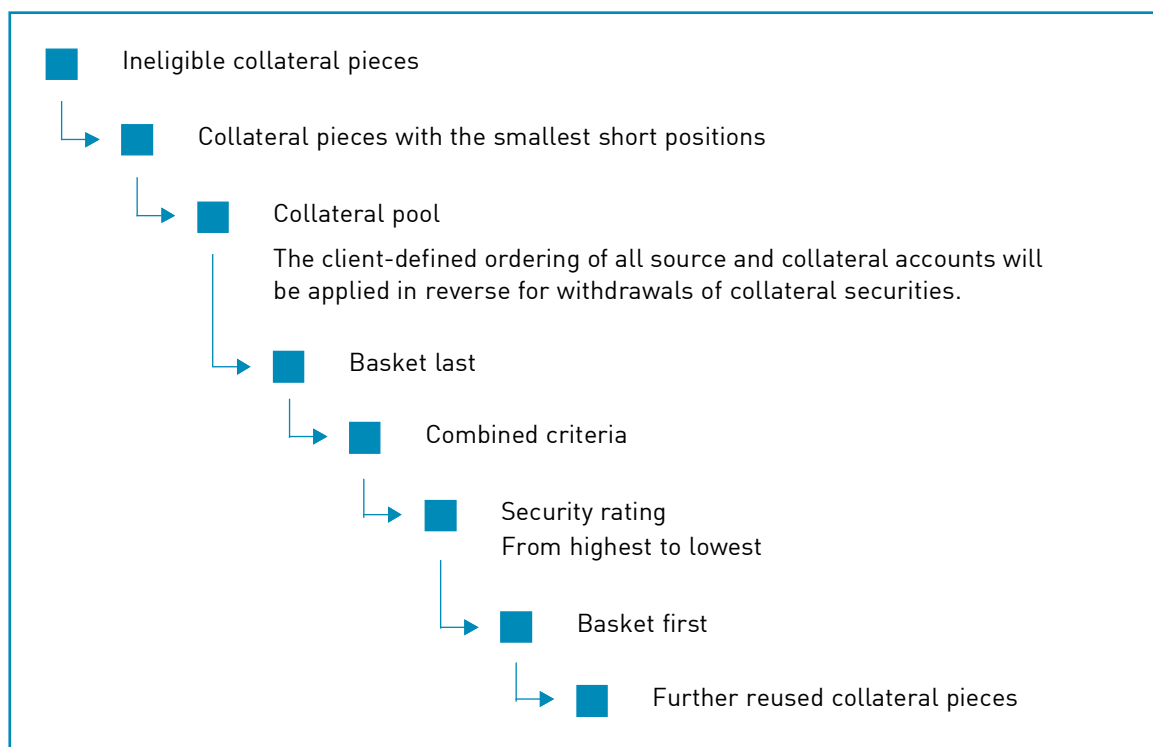 Ineligible collateral pieces
Collateral pieces with the smallest short positions
Collateral pool
The client-defined ordering of all source and collateral accounts will
be applied in reverse for withdrawals of collateral securities.
Basket last
Combined criteria
Security rating
From highest to lowest
Basket first
Further reused collateral pieces